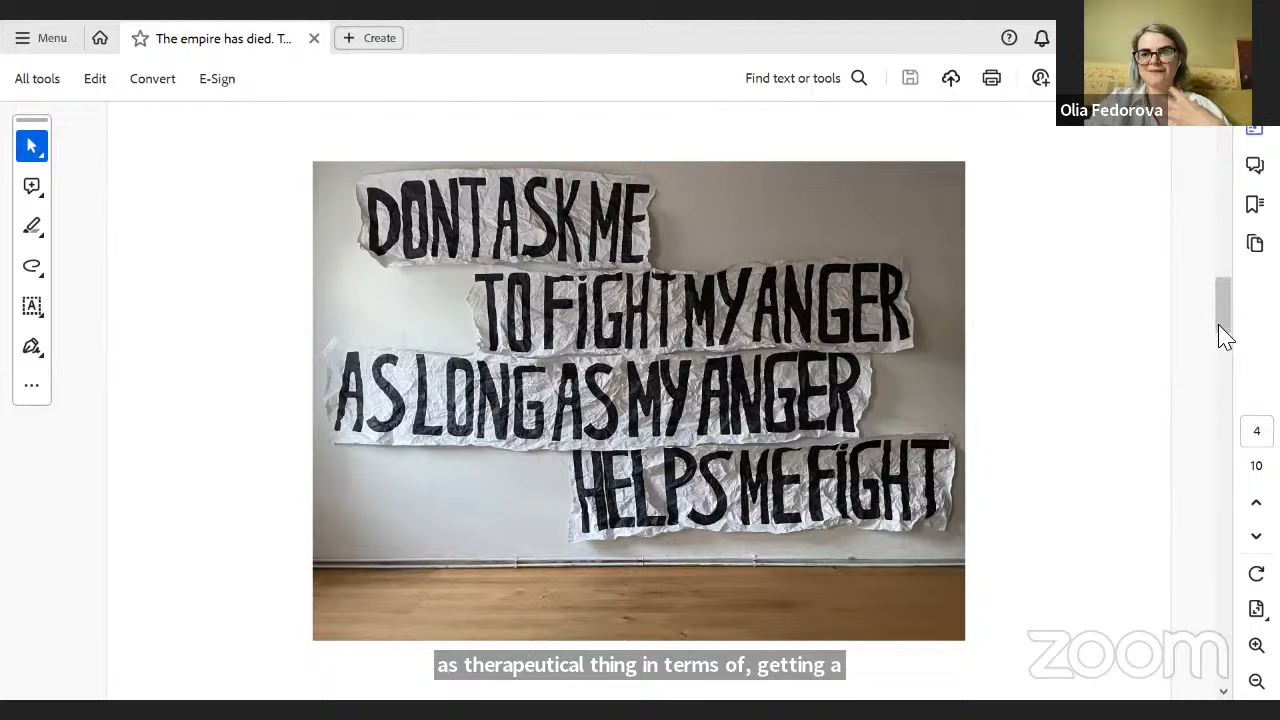 Menu
The empire has died. T...
Create
All tools
Edit
Convert
E-Sign
Find text or tools
Olia Fedorova
DONT ASK ME
TO FiGHT MY ANGER
AS LONG AS MY ANGER
HELPS ME FiGHT
4
10
as therapeutical thing in terms of, getting a
zoom